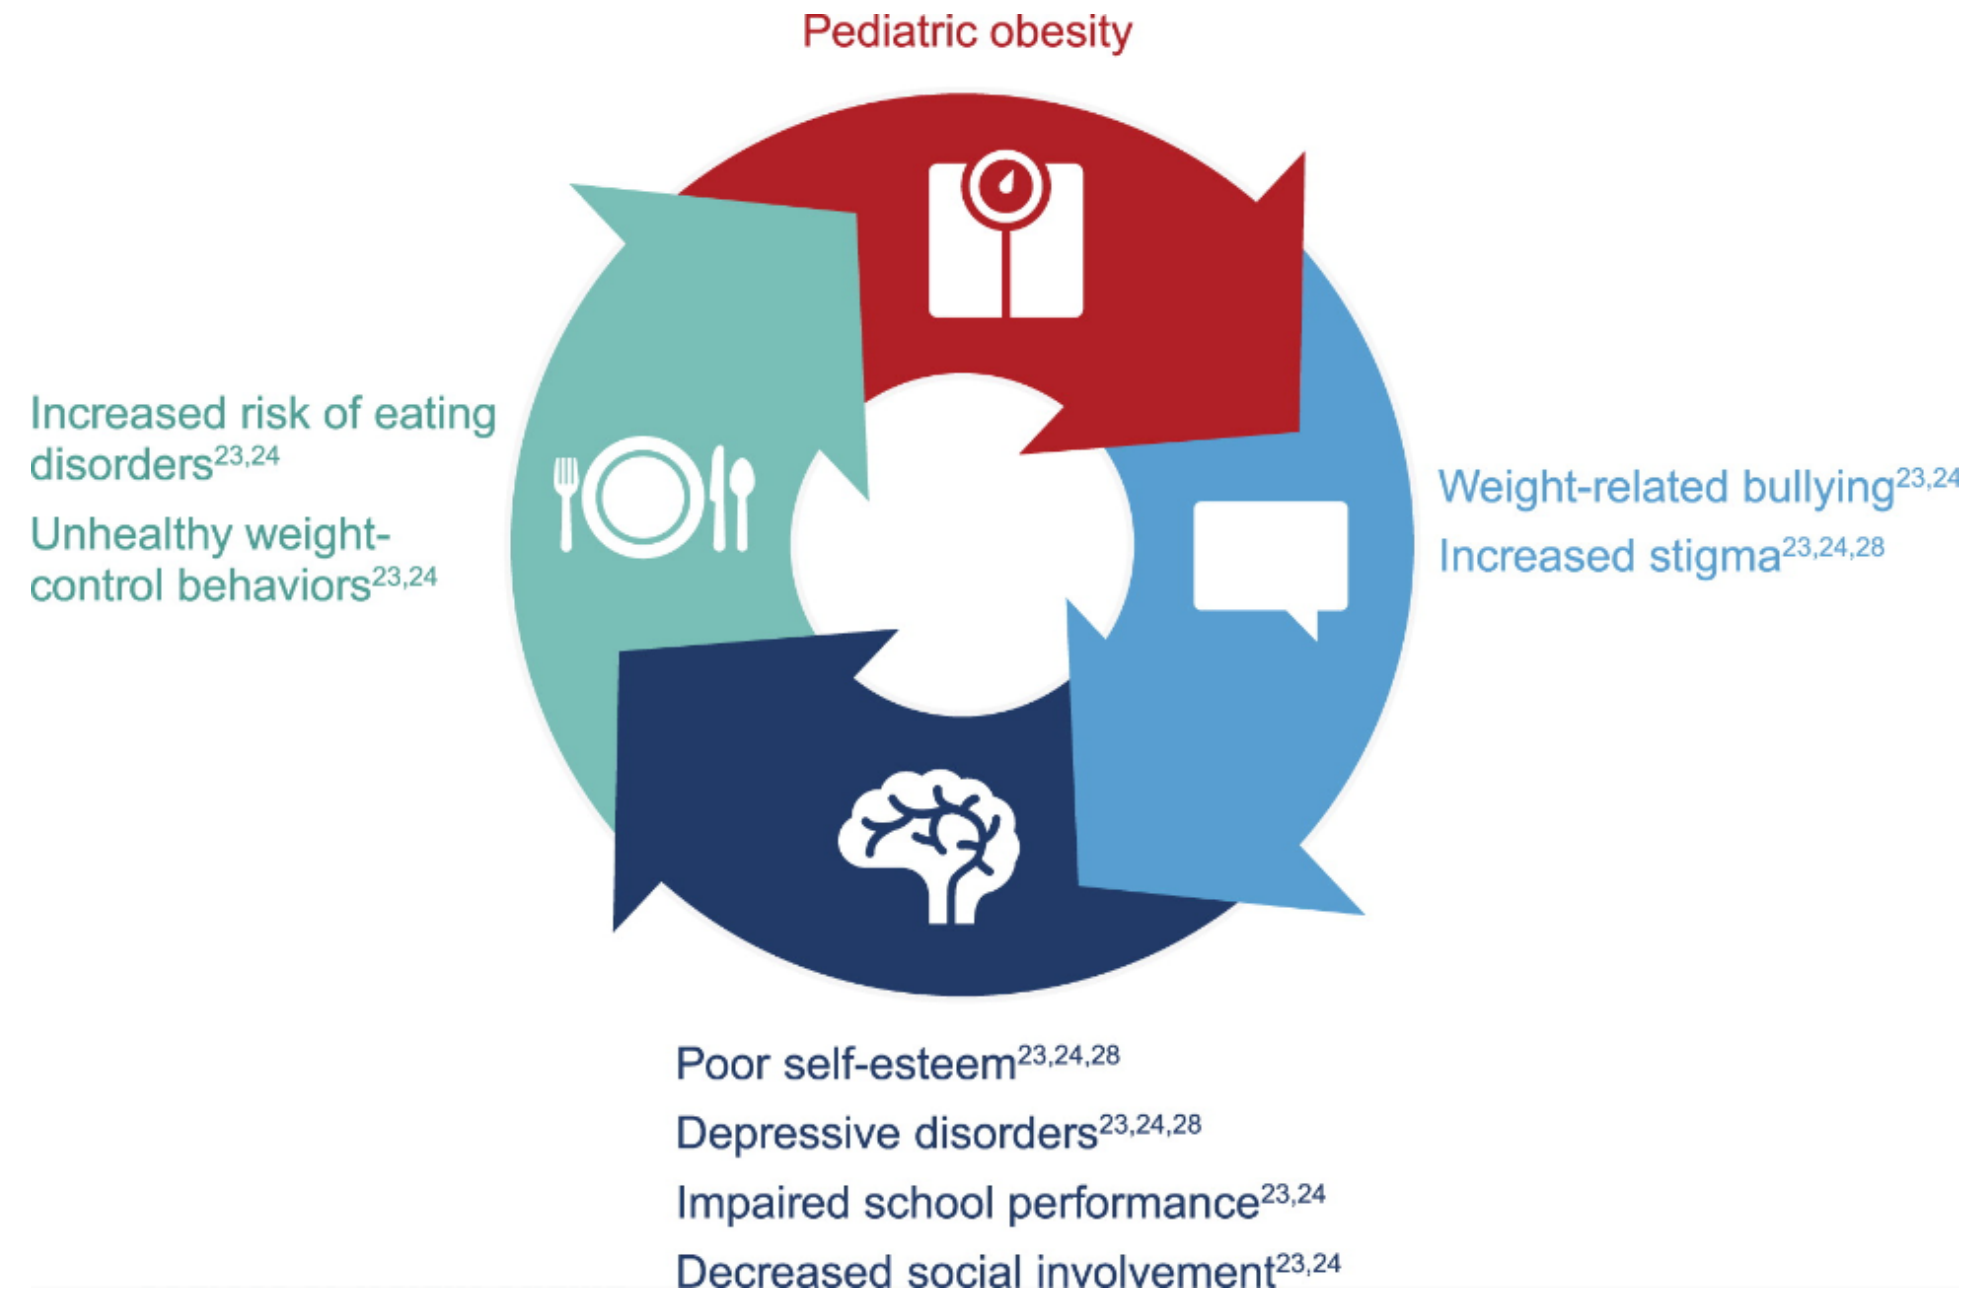 Pediatric obesity
Increased risk of eating
disorders23,24
Unhealthy weight-
control behaviors23,24
Weight-related bullying23,24
Increased stigma23,24,28
Poor self-esteem23,24,28
Depressive disorders23,24,28
Impaired school performance23,24
Decreased social involvement23,24